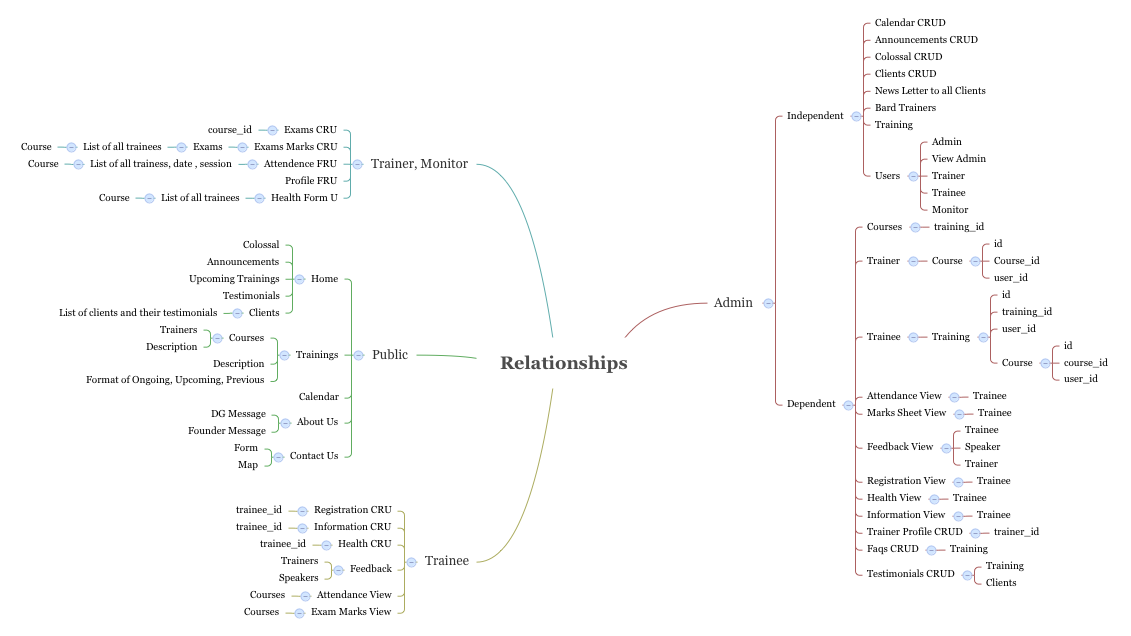 Relationships
Trainer, Monitor
Exams CRU
course_id
Exams Marks CRU
Exams
List of all trainees
Course
Attendence FRU
List of all trainess, date , session
Course
Profile FRU
Health Form U
List of all trainees
Course
Public
Home
Colossal
Announcements
Upcoming Trainings
Testimonials
Clients
List of clients and their testimonials
Trainings
Courses
Trainers
Description
Description
Format of Ongoing, Upcoming, Previous
Calendar
About Us
DG Message
Founder Message
Contact Us
Form
Map
Trainee
Registration CRU
trainee_id
Information CRU
trainee_id
Health CRU
trainee_id
Feedback
Trainers
Speakers
Attendance View
Courses
Exam Marks View
Courses
Admin
Independent
Calendar CRUD
Announcements CRUD
Colossal CRUD
Clients CRUD
News Letter to all Clients
Bard Trainers
Training
Users
Admin
View Admin
Trainer
Trainee
Monitor
Dependent
Courses
training_id
Trainer
Course
id
Course_id
user_id
Trainee
Training
id
training_id
user_id
Course
id
course_id
user_id
Attendance View
Trainee
Marks Sheet View
Trainee
Feedback View
Trainee
Speaker
Trainer
Registration View
Trainee
Health View
Trainee
Information View
Trainee
Trainer Profile CRUD
trainer_id
Faqs CRUD
Training
Testimonials CRUD
Training
Clients